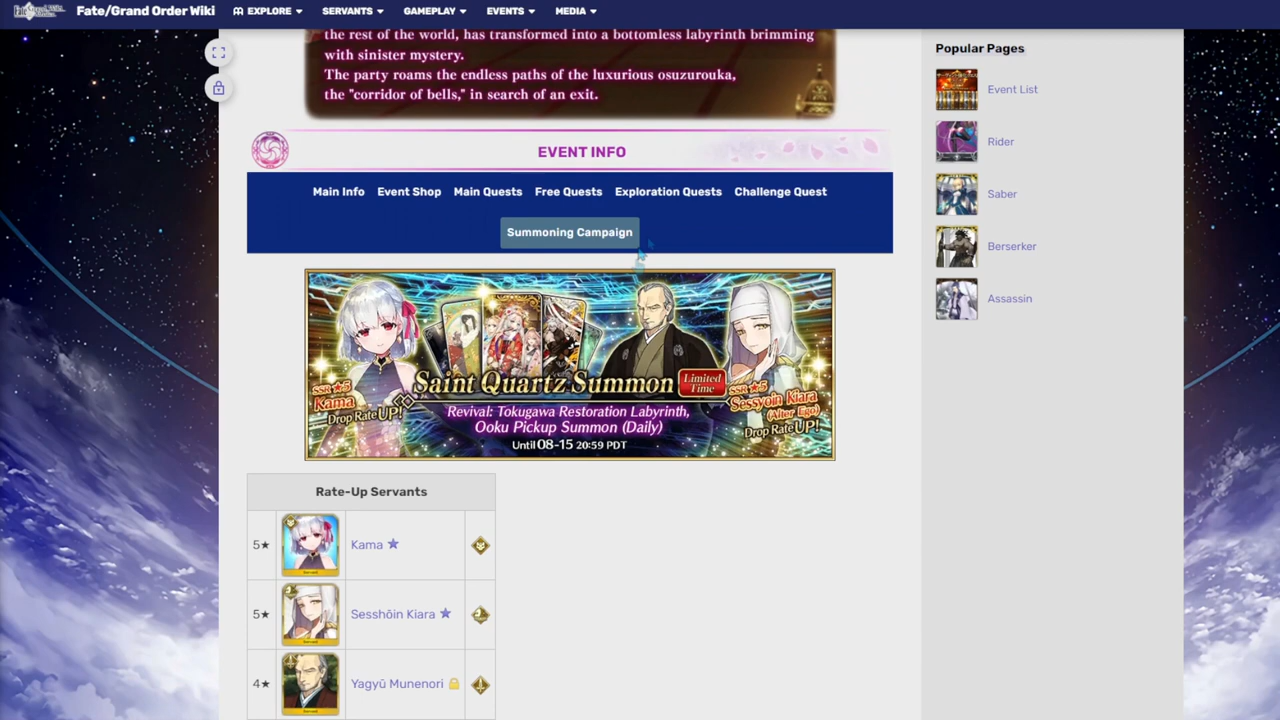 Fate/Grand Order Wiki
EXPLORE
SERVANTS
GAMEPLAY
EVENTS
MEDIA
the rest of the world, has transformed into a bottomless labyrinth brimming
with sinister mystery.
The party roams the endless paths of the luxurious osuzurouka,
the "corridor of bells," in search of an exit.
EVENT INFO
Main Info Event Shop Main Quests Free Quests Exploration Quests Challenge Quest
Summoning Campaign
Saint Quartz Summon
Limited
Time
SSR ★5
Kama
Drop Rate UP!
SSR ★5
Sessyoin Kiara
(Alter Ego)
Drop Rate UP!
Revival: Tokugawa Restoration Labyrinth,
Ooku Pickup Summon (Daily)
Until 08-15 20:59 PDT
Rate-Up Servants
5★ Kama ★
5★ Sesshōin Kiara ★
4★ Yagyū Munenori
Popular Pages
Event List
Rider
Saber
Berserker
Assassin